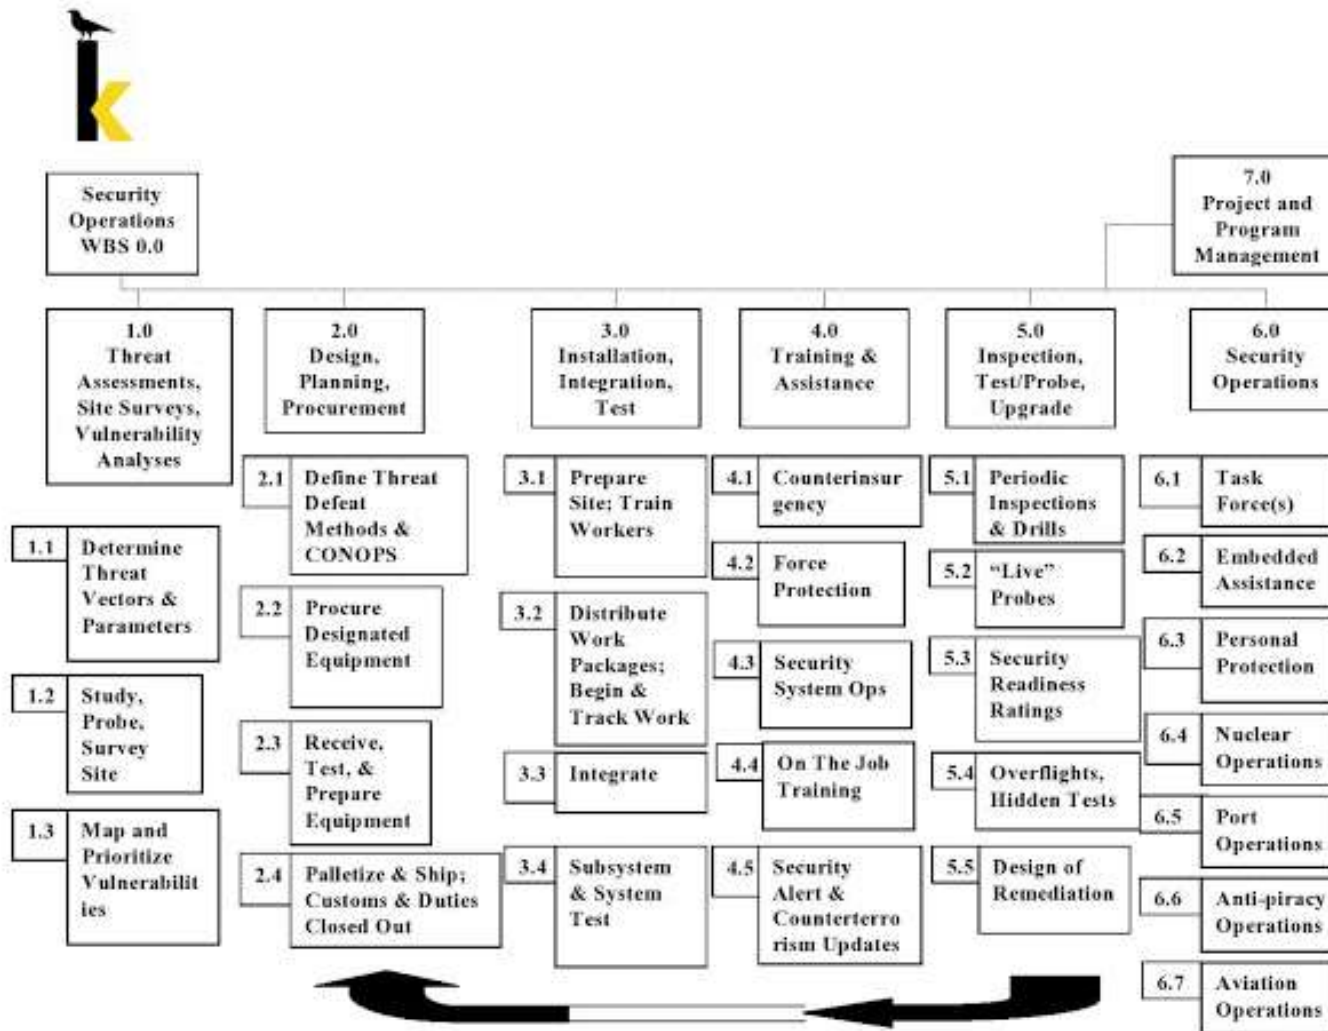 k
Security
Operations
WBS 0.0
7.0
Project and
Program
Management
1.0
Threat
Assessments,
Site Surveys,
Vulnerability
Analyses
2.0
Design,
Planning,
Procurement
3.0
Installation,
Integration,
Test
4.0
Training &
Assistance
5.0
Inspection,
Test/Probe,
Upgrade
6.0
Security
Operations
1.1
Determine
Threat
Vectors &
Parameters
1.2
Study,
Probe,
Survey
Site
1.3
Map and
Prioritize
Vulnerabilit
ies
2.1
Define Threat
Defeat
Methods &
CONOPS
2.2
Procure
Designated
Equipment
2.3
Receive,
Test, &
Prepare
Equipment
2.4
Palletize & Ship;
Customs & Duties
Closed Out
3.1
Prepare
Site; Train
Workers
3.2
Distribute
Work
Packages;
Begin &
Track Work
3.3
Integrate
3.4
Subsystem
& System
Test
4.1
Counterinsur
gency
4.2
Force
Protection
4.3
Security
System Ops
4.4
On The Job
Training
4.5
Security
Alert &
Counterterro
rism Updates
5.1
Periodic
Inspections
& Drills
5.2
“Live”
Probes
5.3
Security
Readiness
Ratings
5.4
Overflights,
Hidden Tests
5.5
Design of
Remediation
6.1
Task
Force(s)
6.2
Embedded
Assistance
6.3
Personal
Protection
6.4
Nuclear
Operations
6.5
Port
Operations
6.6
Anti-piracy
Operations
6.7
Aviation
Operations